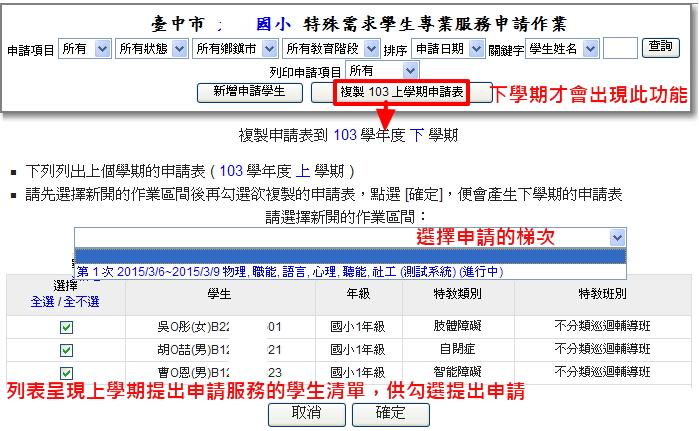 臺中市 國小 特殊需求學生專業服務申請作業
申請項目 所有 所有狀態 所有鄉鎮市 所有教育階段 排序 申請日期 關鍵字 學生姓名 查詢
列印申請項目 所有
新增申請學生 複製 103 上學期申請表 下學期才會出現此功能
複製申請表到 103 學年度 下 學期
下列列出上個學期的申請表 ( 103 學年度 上 學期 )
請先選擇新開的作業區間後再勾選欲複製的申請表，點選 [確定]，便會產生下學期的申請表
請選擇新開的作業區間：
選擇申請的梯次
第 1 次 2015/3/6~2015/3/9 物理, 職能, 語言, 心理, 聽能, 社工 (測試系統) (進行中)
選擇 學生 年級 特教類別 特教班別
全選 / 全不選
吳O彤(女)B22 01 國小1年級 肢體障礙 不分類巡迴輔導班
胡O喆(男)B12 21 國小1年級 自閉症 不分類巡迴輔導班
曹O恩(男)B12 23 國小1年級 智能障礙 不分類巡迴輔導班
列表呈現上學期提出申請服務的學生清單，供勾選提出申請
取消 確定